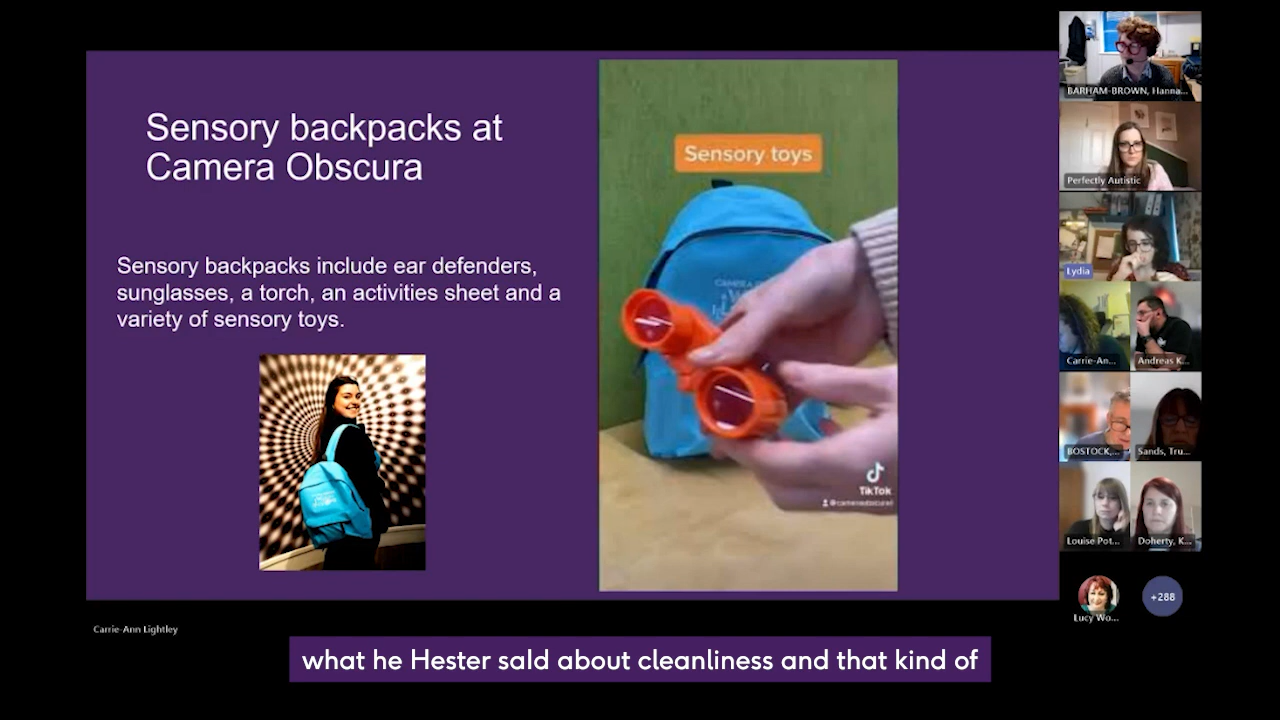 Sensory backpacks at
Camera Obscura
Sensory backpacks include ear defenders,
sunglasses, a torch, an activities sheet and a
variety of sensory toys.
Sensory toys
TikTok
BARHAM-BROWN, Hanna...
Perfectly Autistic
Lydia
Carrie-An...
Andreas K...
BOSTOCK,...
Sands, Tru...
Louise Pot...
Doherty, K...
Lucy Wo...
+288
Carrie-Ann Lightley
what he Hester saId about cleanliness and that kind of